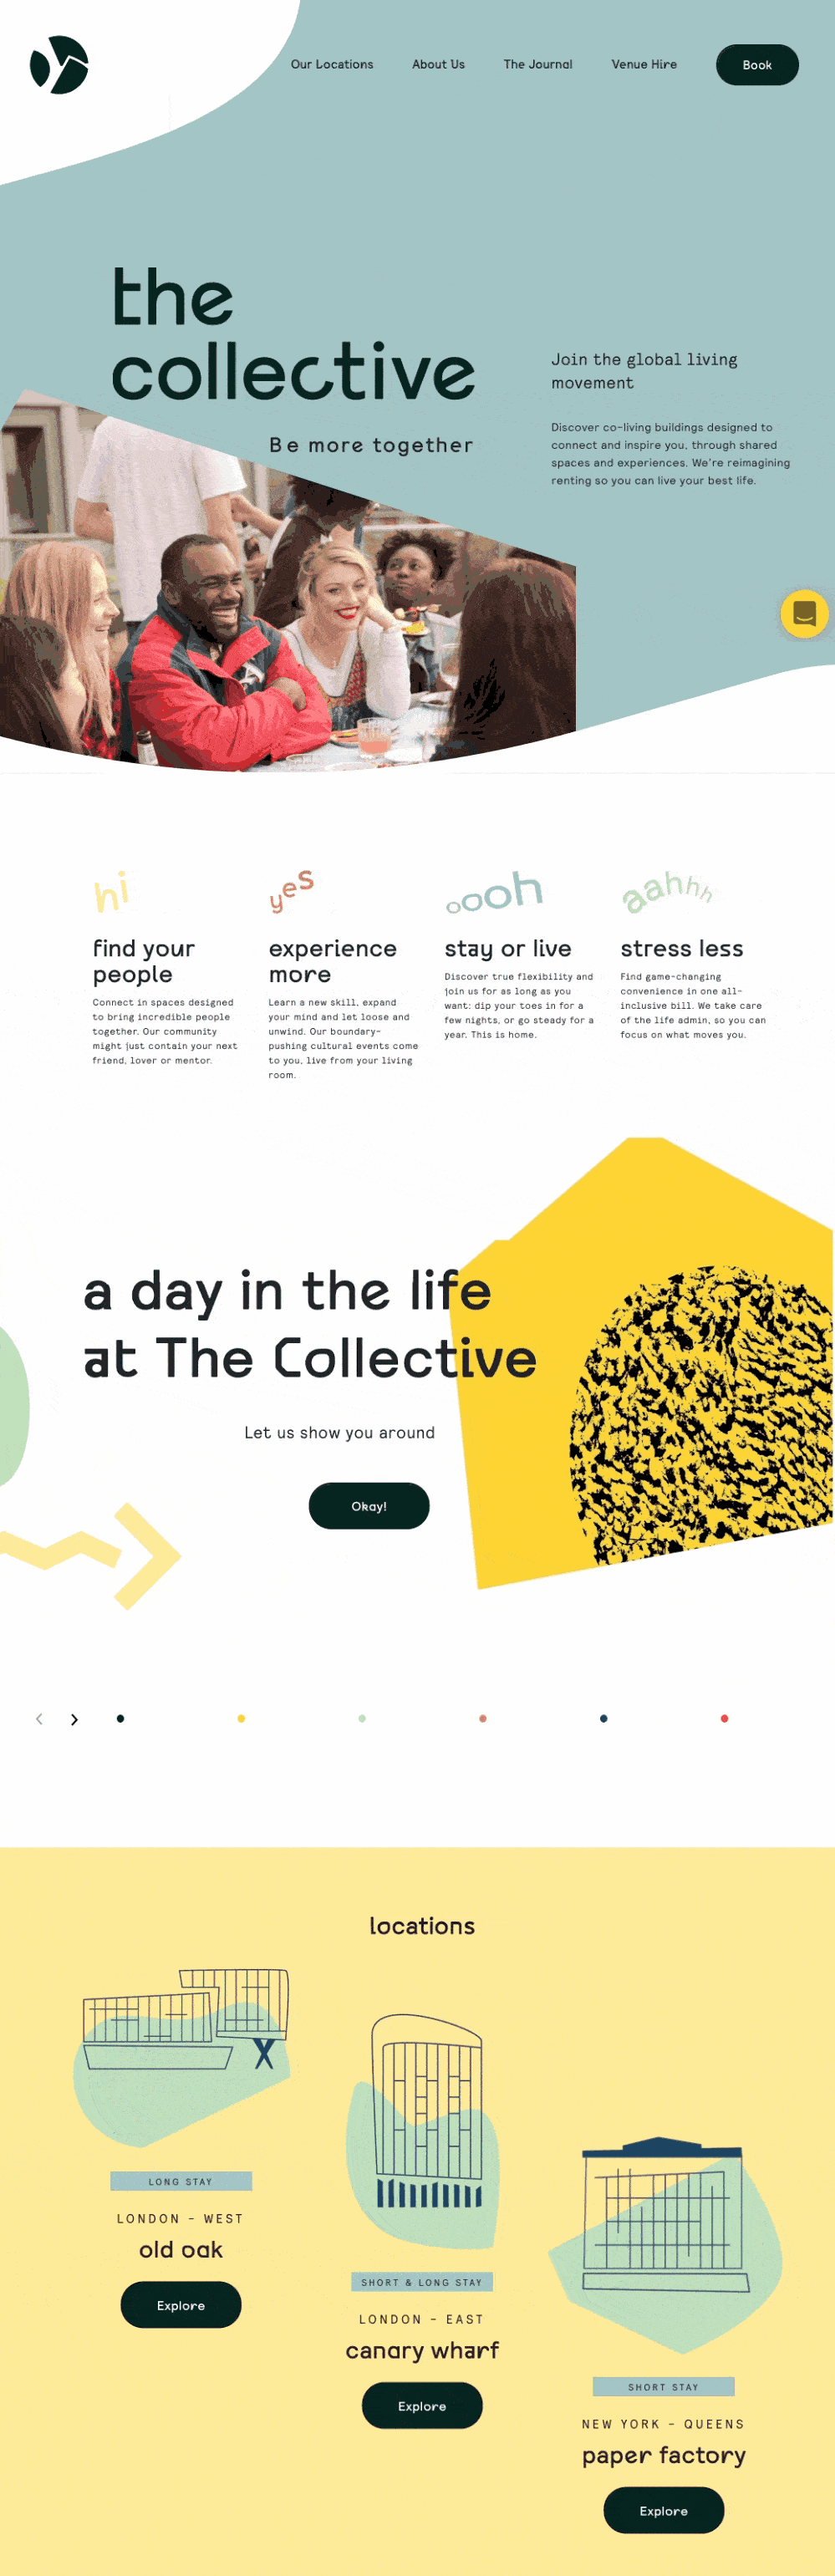 Our Locations
About Us
The Journal
Venue Hire
Book
the
collective
Be more together
Join the global living
movement
Discover co-living buildings designed to
connect and inspire you, through shared
spaces and experiences. We're reimagining
renting so you can live your best life.
hi
find your
people
Connect in spaces designed
to bring incredible people
together. Our community
might just contain your next
friend, lover or mentor.
yes
experience
more
Learn a new skill, expand
your mind and let loose and
unwind. Our boundary-
pushing cultural events come
to you, live from your living
room.
oooh
stay or live
Discover true flexibility and
join us for as long as you
want: dip your toes in for a
few nights, or go steady for a
year. This is home.
aahhhh
stress less
Find game-changing
convenience in one all-
inclusive bill. We take care
of the life admin, so you can
focus on what moves you.
a day in the life
at The Collective
Let us show you around
Okay!
locations
LONG STAY
LONDON - WEST
old oak
Explore
SHORT & LONG STAY
LONDON - EAST
canary wharf
Explore
SHORT STAY
NEW YORK - QUEENS
paper factory
Explore